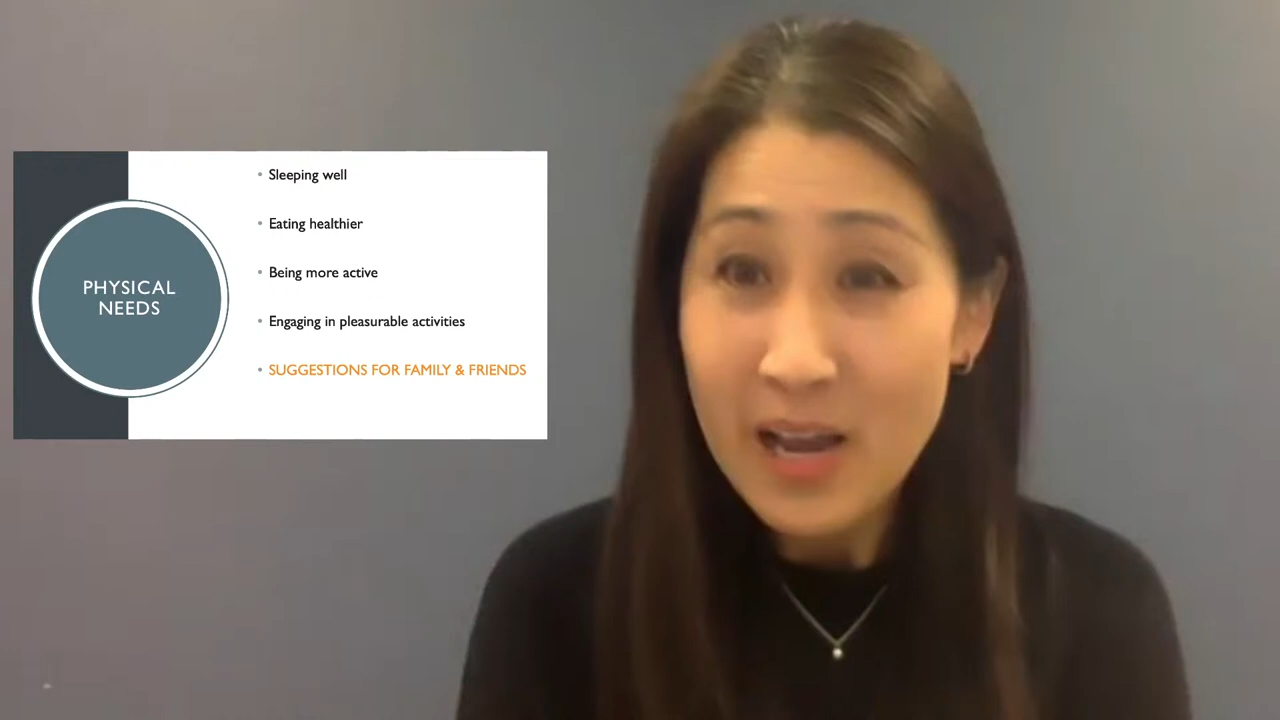 PHYSICAL
NEEDS
Sleeping well
Eating healthier
Being more active
Engaging in pleasurable activities
SUGGESTIONS FOR FAMILY & FRIENDS